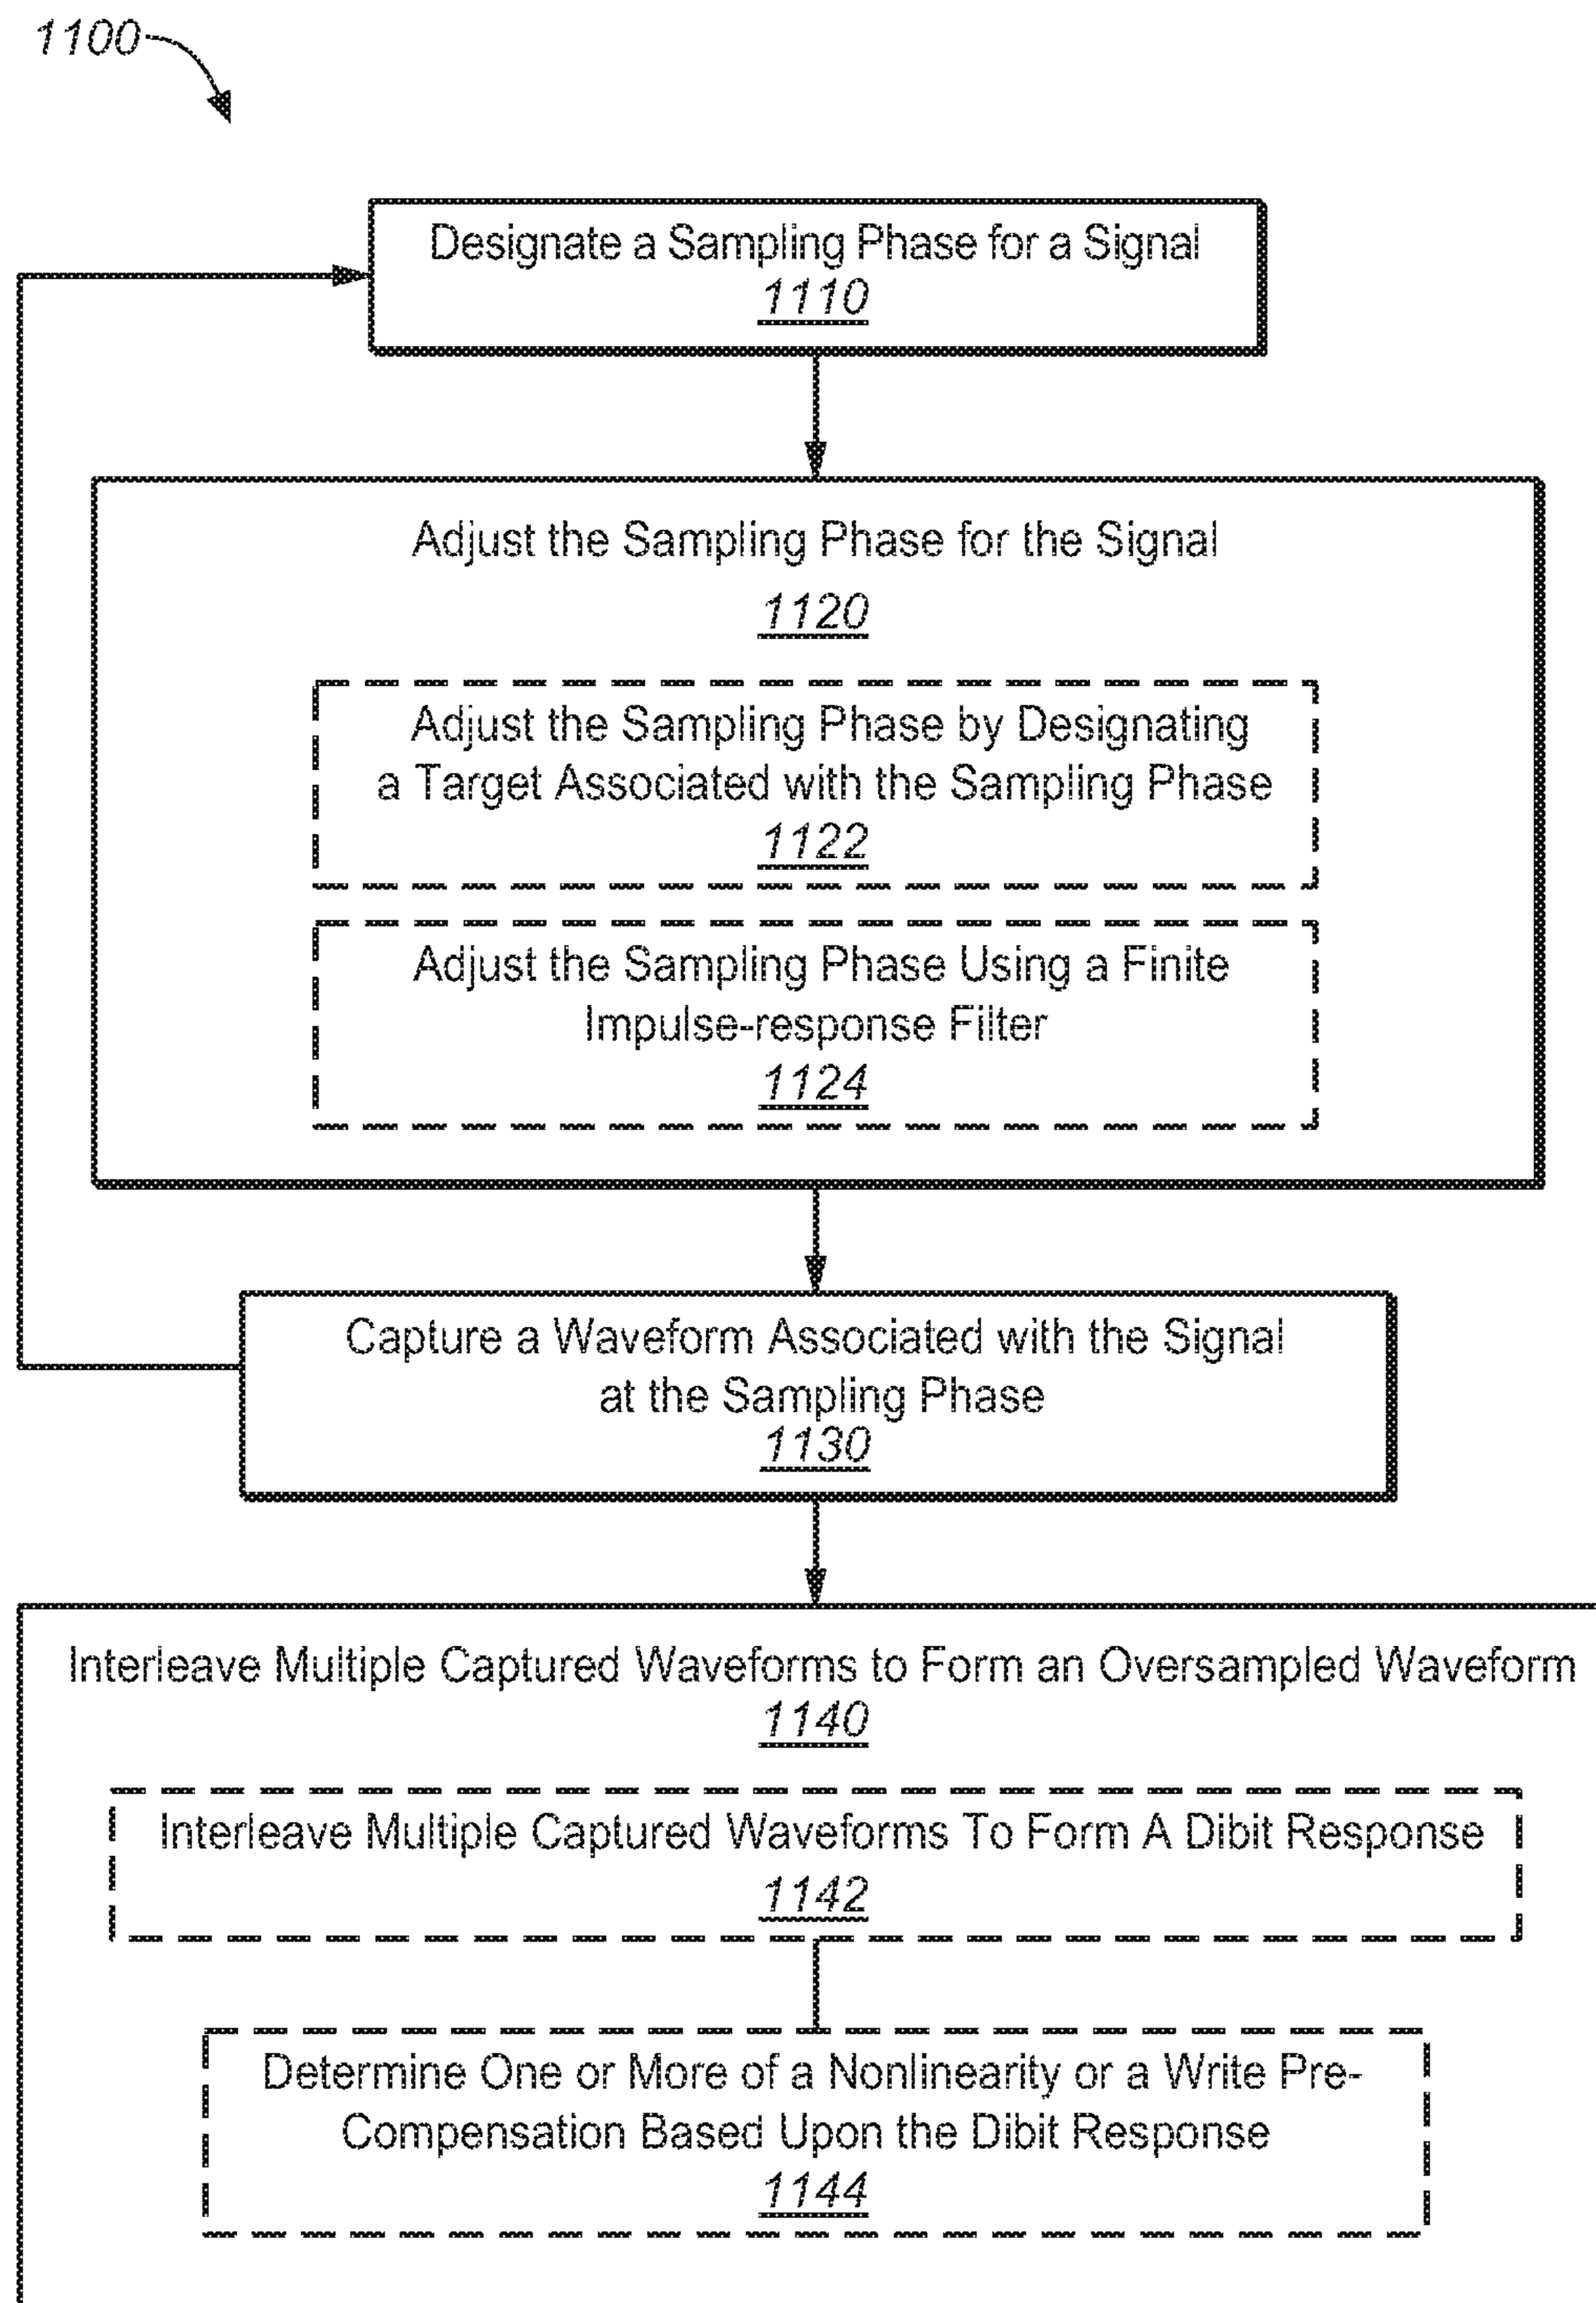 1100
Designate a Sampling Phase for a Signal
1110
Adjust the Sampling Phase for the Signal
1120
Adjust the Sampling Phase by Designating
a Target Associated with the Sampling Phase
1122
Adjust the Sampling Phase Using a Finite
Impulse-response Filter
1124
Capture a Waveform Associated with the Signal
at the Sampling Phase
1130
Interleave Multiple Captured Waveforms to Form an Oversampled Waveform
1140
Interleave Multiple Captured Waveforms To Form A Dibit Response
1142
Determine One or More of a Nonlinearity or a Write Pre-
Compensation Based Upon the Dibit Response
1144